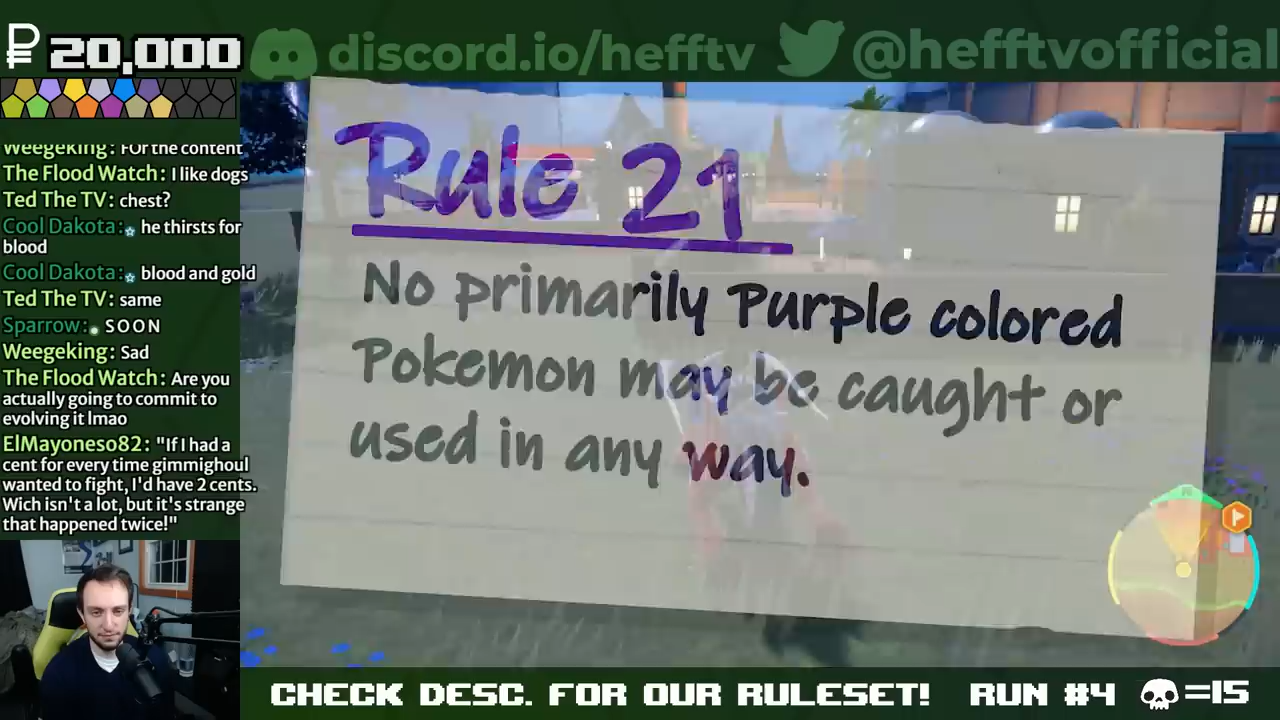 ₽ 20,000
discord.io/hefftv
@hefftvofficial
Weegeking: FOr the content
The Flood Watch: I like dogs
Ted The TV: chest?
Cool Dakota: he thirsts for
blood
Cool Dakota: blood and gold
Ted The TV: same
Sparrow: SOON
Weegeking: Sad
The Flood Watch: Are you
actually going to commit to
evolving it lmao
ElMayoneso82: "If I had a
cent for every time gimmighoul
wanted to fight, I'd have 2 cents.
Wich isn't a lot, but it's strange
that happened twice!"
Rule 21
No primarily Purple colored
Pokemon may be caught or
used in any way.
CHECK DESC. FOR OUR RULESET! RUN #4 =15